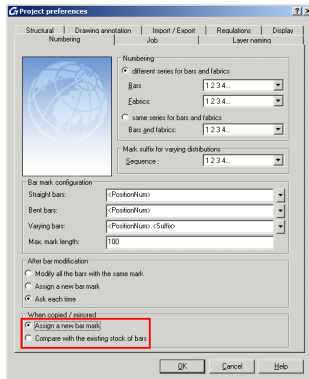 Project preferences
Structural Drawing annotation Import / Export Regulations Display
Numbering Job Layer naming
Numbering
different series for bars and fabrics
Bars 1 2 3 4...
Fabrics: 1 2 3 4...
same series for bars and fabrics
Bars and fabrics: 1 2 3 4...
Mark suffix for varying distributions
Sequence : 1 2 3 4...
Bar mark configuration
Straight bars: <PositionNum>
Bent bars: <PositionNum>
Varying bars: <PositionNum>.<Suffix>
Max. mark length: 100
After bar modification
Modify all the bars with the same mark
Assign a new bar mark
Ask each time
When copied / mirrored
Assign a new bar mark
Compare with the existing stock of bars
OK Cancel Help